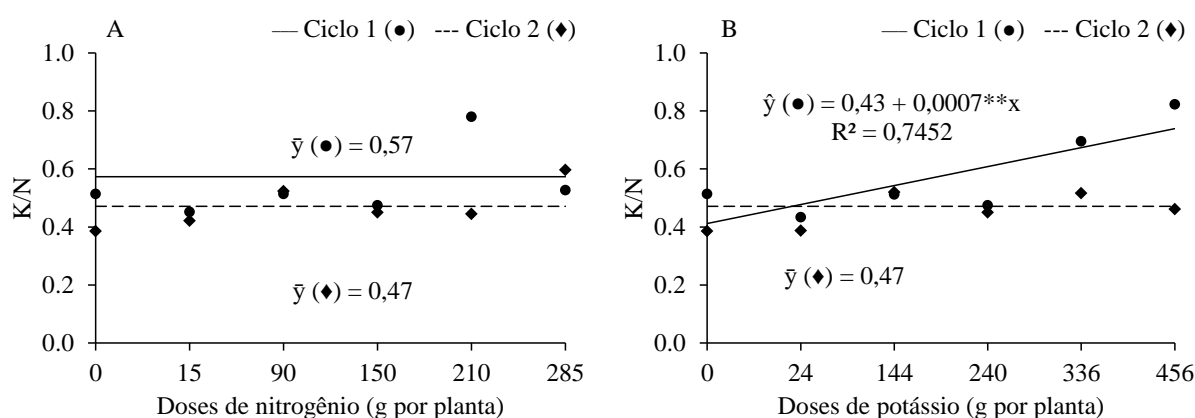 A — Ciclo 1 (●) --- Ciclo 2 (♦)
1.0
0.8
0.6
0.4
0.2
0.0
K/N
ȳ (●) = 0,57
ȳ (♦) = 0,47
0 15 90 150 210 285
Doses de nitrogênio (g por planta)
B — Ciclo 1 (●) --- Ciclo 2 (♦)
1.0
0.8
0.6
0.4
0.2
0.0
K/N
ŷ (●) = 0,43 + 0,0007**x
R² = 0,7452
ȳ (♦) = 0,47
0 24 144 240 336 456
Doses de potássio (g por planta)